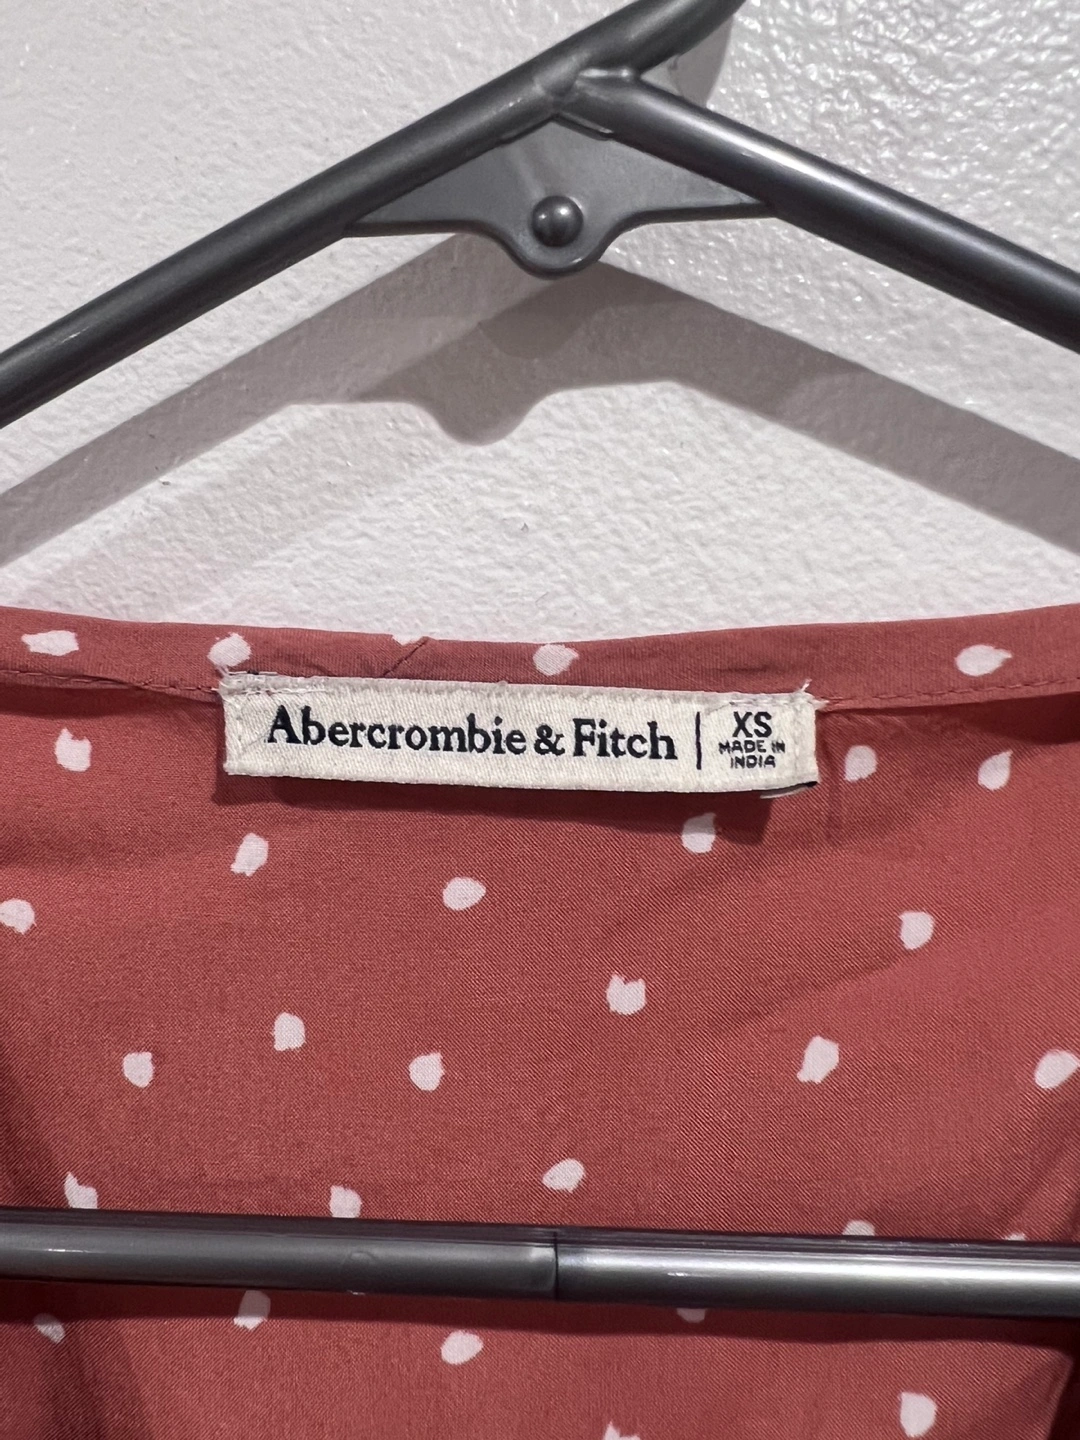 Abercrombie & Fitch
XS
MADE IN
INDIA